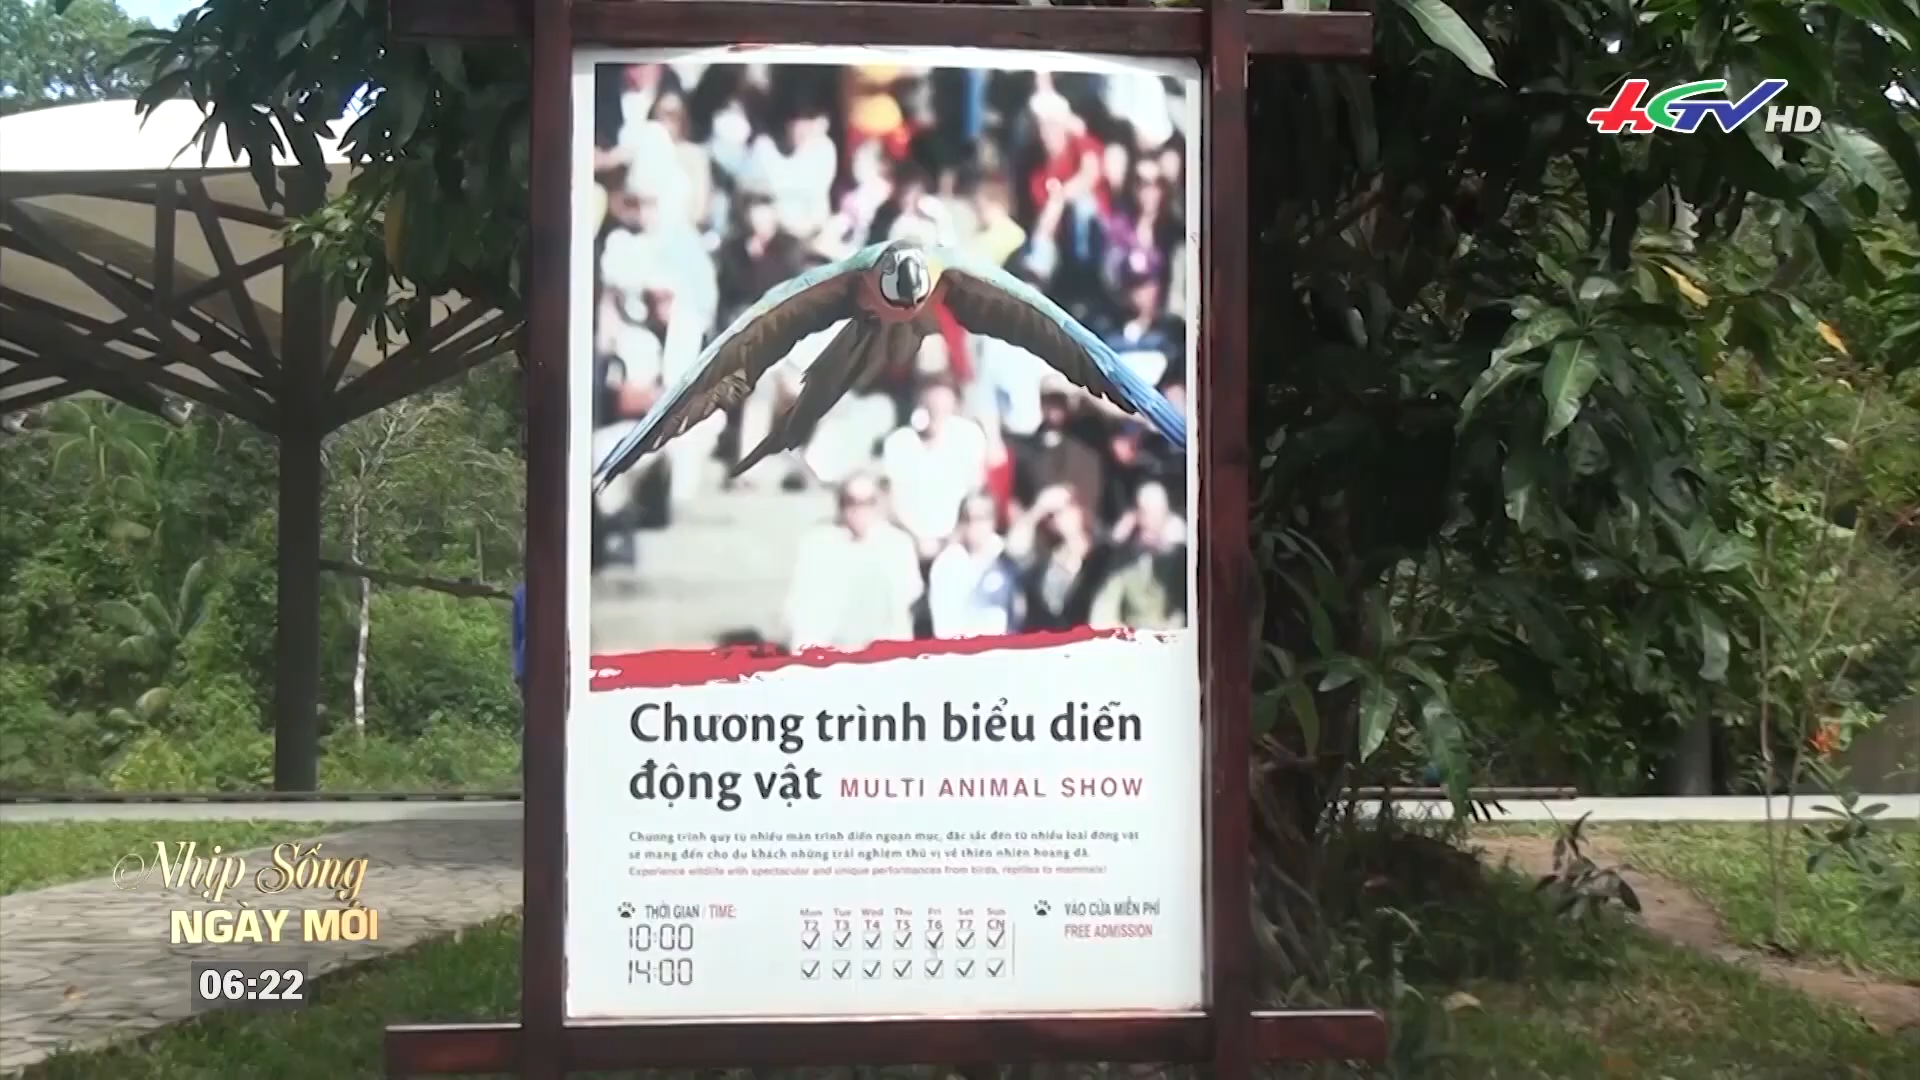 HGTV HD
Chương trình biểu diễn
động vật MULTI ANIMAL SHOW
Chương trình quy tụ nhiều màn trình diễn ngoạn mục, đặc sắc đến từ nhiều loài động vật
sẽ mang đến cho du khách những trải nghiệm thú vị về thiên nhiên hoang dã.
Experience wildlife with spectacular and unique performances from birds, reptiles to mammals!
THỜI GIAN / TIME:
10:00
14:00
Mon Tue Wed Thu Fri Sat Sun
T2 T3 T4 T5 T6 T7 CN
VÀO CỬA MIỄN PHÍ
FREE ADMISSION
Nhịp Sống
NGÀY MỚI
06:22